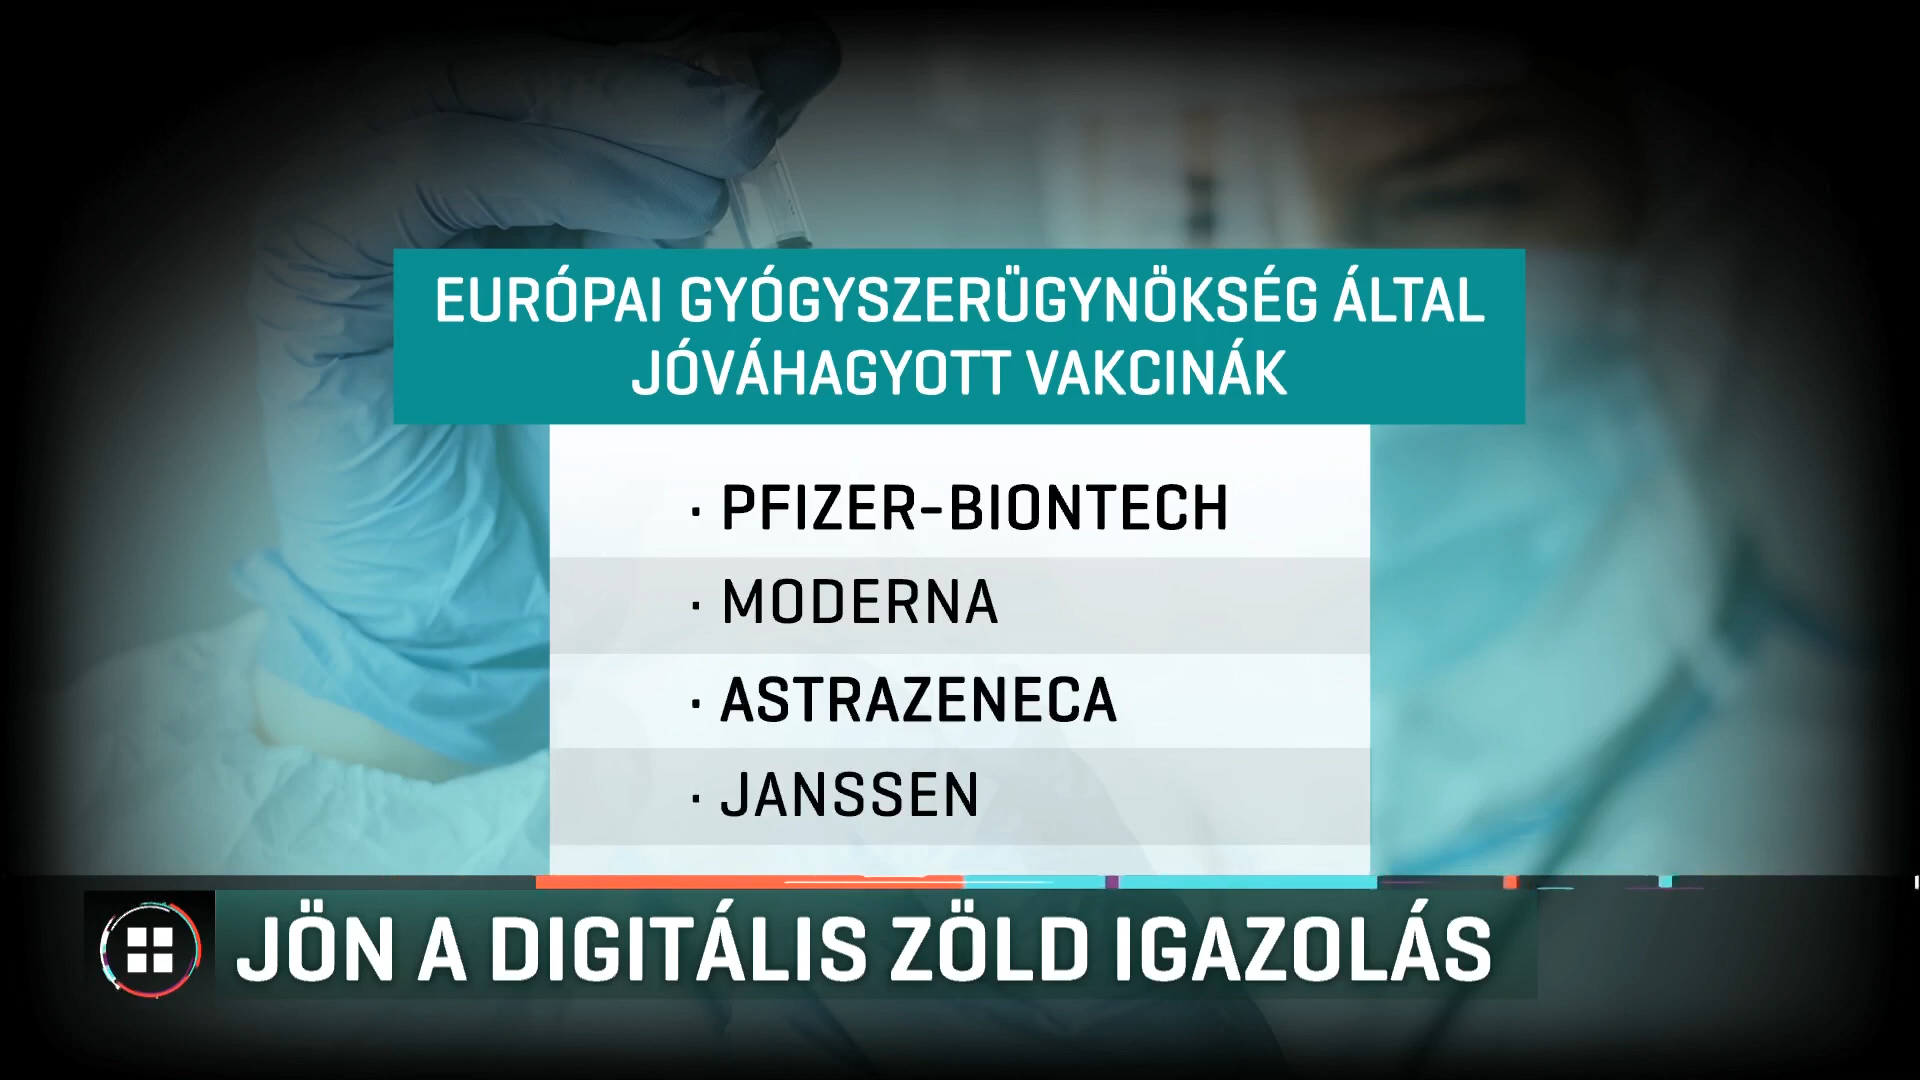 EURÓPAI GYÓGYSZERÜGYNÖKSÉG ÁLTAL
JÓVÁHAGYOTT VAKCINÁK
· PFIZER-BIONTECH
· MODERNA
· ASTRAZENECA
· JANSSEN
JÖN A DIGITÁLIS ZÖLD IGAZOLÁS